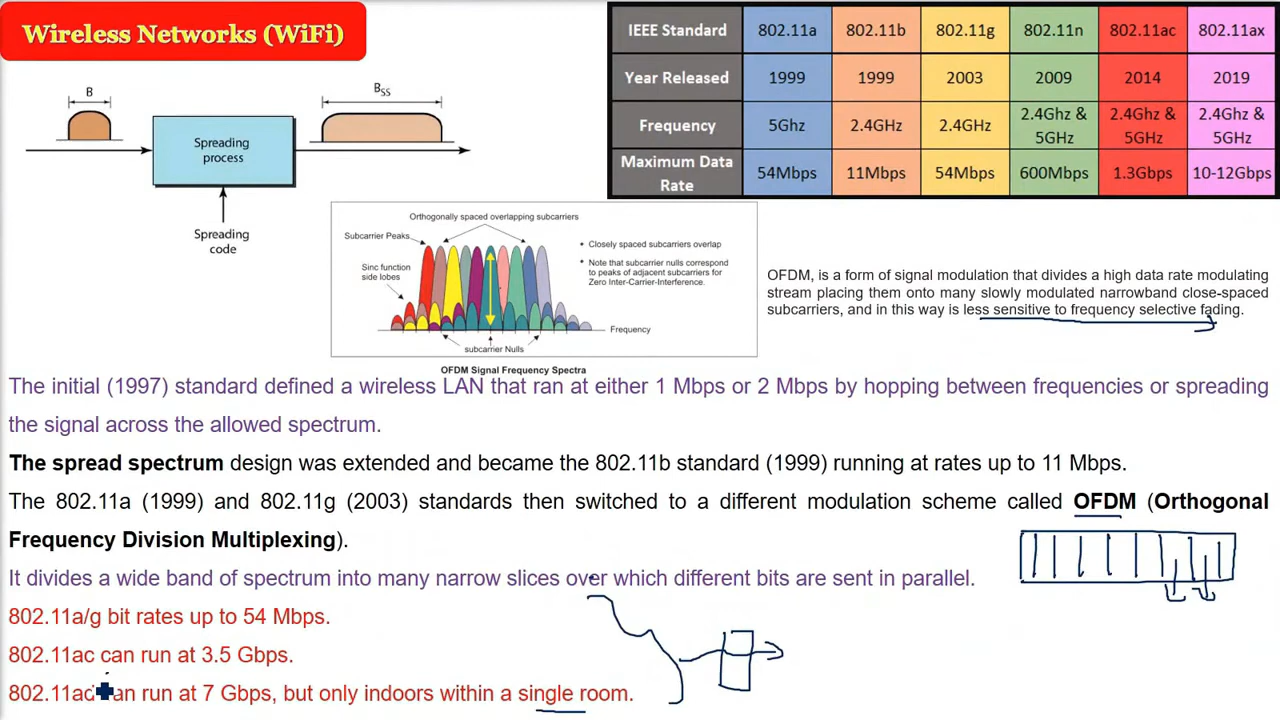 Wireless Networks (WiFi)
B
BSS
Spreading
process
Spreading
code
IEEE Standard 802.11a 802.11b 802.11g 802.11n 802.11ac 802.11ax
Year Released 1999 1999 2003 2009 2014 2019
Frequency 5Ghz 2.4GHz 2.4GHz 2.4Ghz & 5GHz 2.4GHz & 5GHz 2.4GHz & 5GHz
Maximum Data Rate 54Mbps 11Mbps 54Mbps 600Mbps 1.3Gbps 10-12Gbps
Orthogonally spaced overlapping subcarriers
Subcarrier Peaks
Sinc function
side lobes
• Closely spaced subcarriers overlap
• Note that subcarrier nulls correspond
to peaks of adjacent subcarriers for
Zero Inter-Carrier-Interference.
Frequency
subcarrier Nulls
OFDM Signal Frequency Spectra
OFDM, is a form of signal modulation that divides a high data rate modulating
stream placing them onto many slowly modulated narrowband close-spaced
subcarriers, and in this way is less sensitive to frequency selective fading.
The initial (1997) standard defined a wireless LAN that ran at either 1 Mbps or 2 Mbps by hopping between frequencies or spreading
the signal across the allowed spectrum.
The spread spectrum design was extended and became the 802.11b standard (1999) running at rates up to 11 Mbps.
The 802.11a (1999) and 802.11g (2003) standards then switched to a different modulation scheme called OFDM (Orthogonal
Frequency Division Multiplexing).
It divides a wide band of spectrum into many narrow slices over which different bits are sent in parallel.
802.11a/g bit rates up to 54 Mbps.
802.11ac can run at 3.5 Gbps.
802.11ad can run at 7 Gbps, but only indoors within a single room.